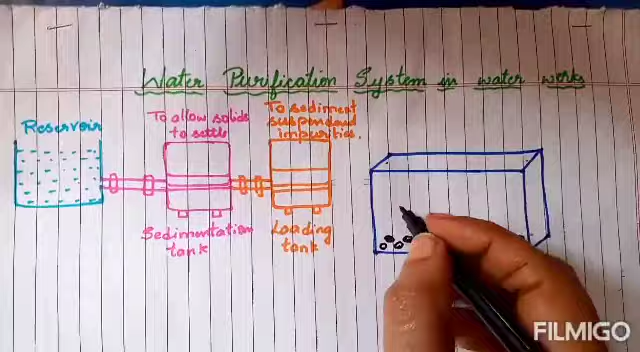 Water Purification System in water works
Reservoir
To allow solids
to settle
To sediment
suspended
impurities.
Sedimentation
tank
Loading
tank
FILMIGO